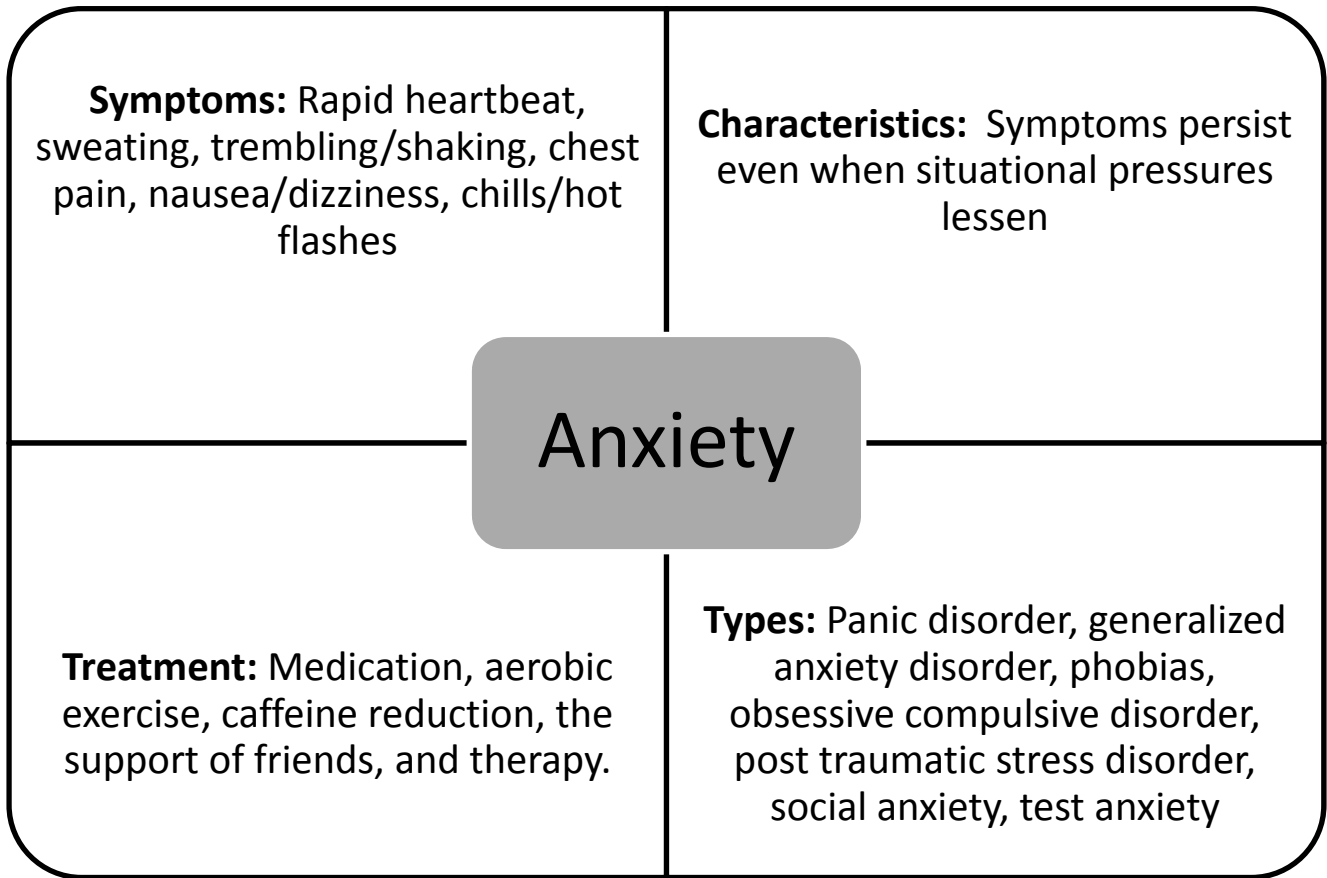 Symptoms: Rapid heartbeat,
sweating, trembling/shaking, chest
pain, nausea/dizziness, chills/hot
flashes
Characteristics: Symptoms persist
even when situational pressures
lessen
Anxiety
Treatment: Medication, aerobic
exercise, caffeine reduction, the
support of friends, and therapy.
Types: Panic disorder, generalized
anxiety disorder, phobias,
obsessive compulsive disorder,
post traumatic stress disorder,
social anxiety, test anxiety